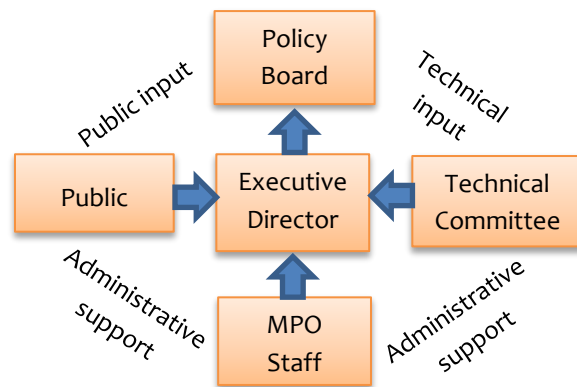 Policy
Board
Public input
Technical
input
Public
Executive
Director
Technical
Committee
Administrative
support
MPO
Staff
Administrative
support